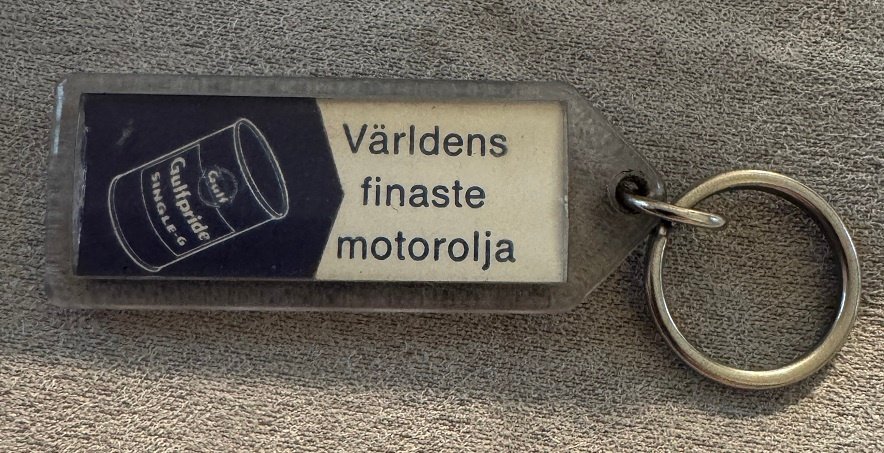 Gulf
Gulfpride
SINGLE-G
Världens
finaste
motorolja